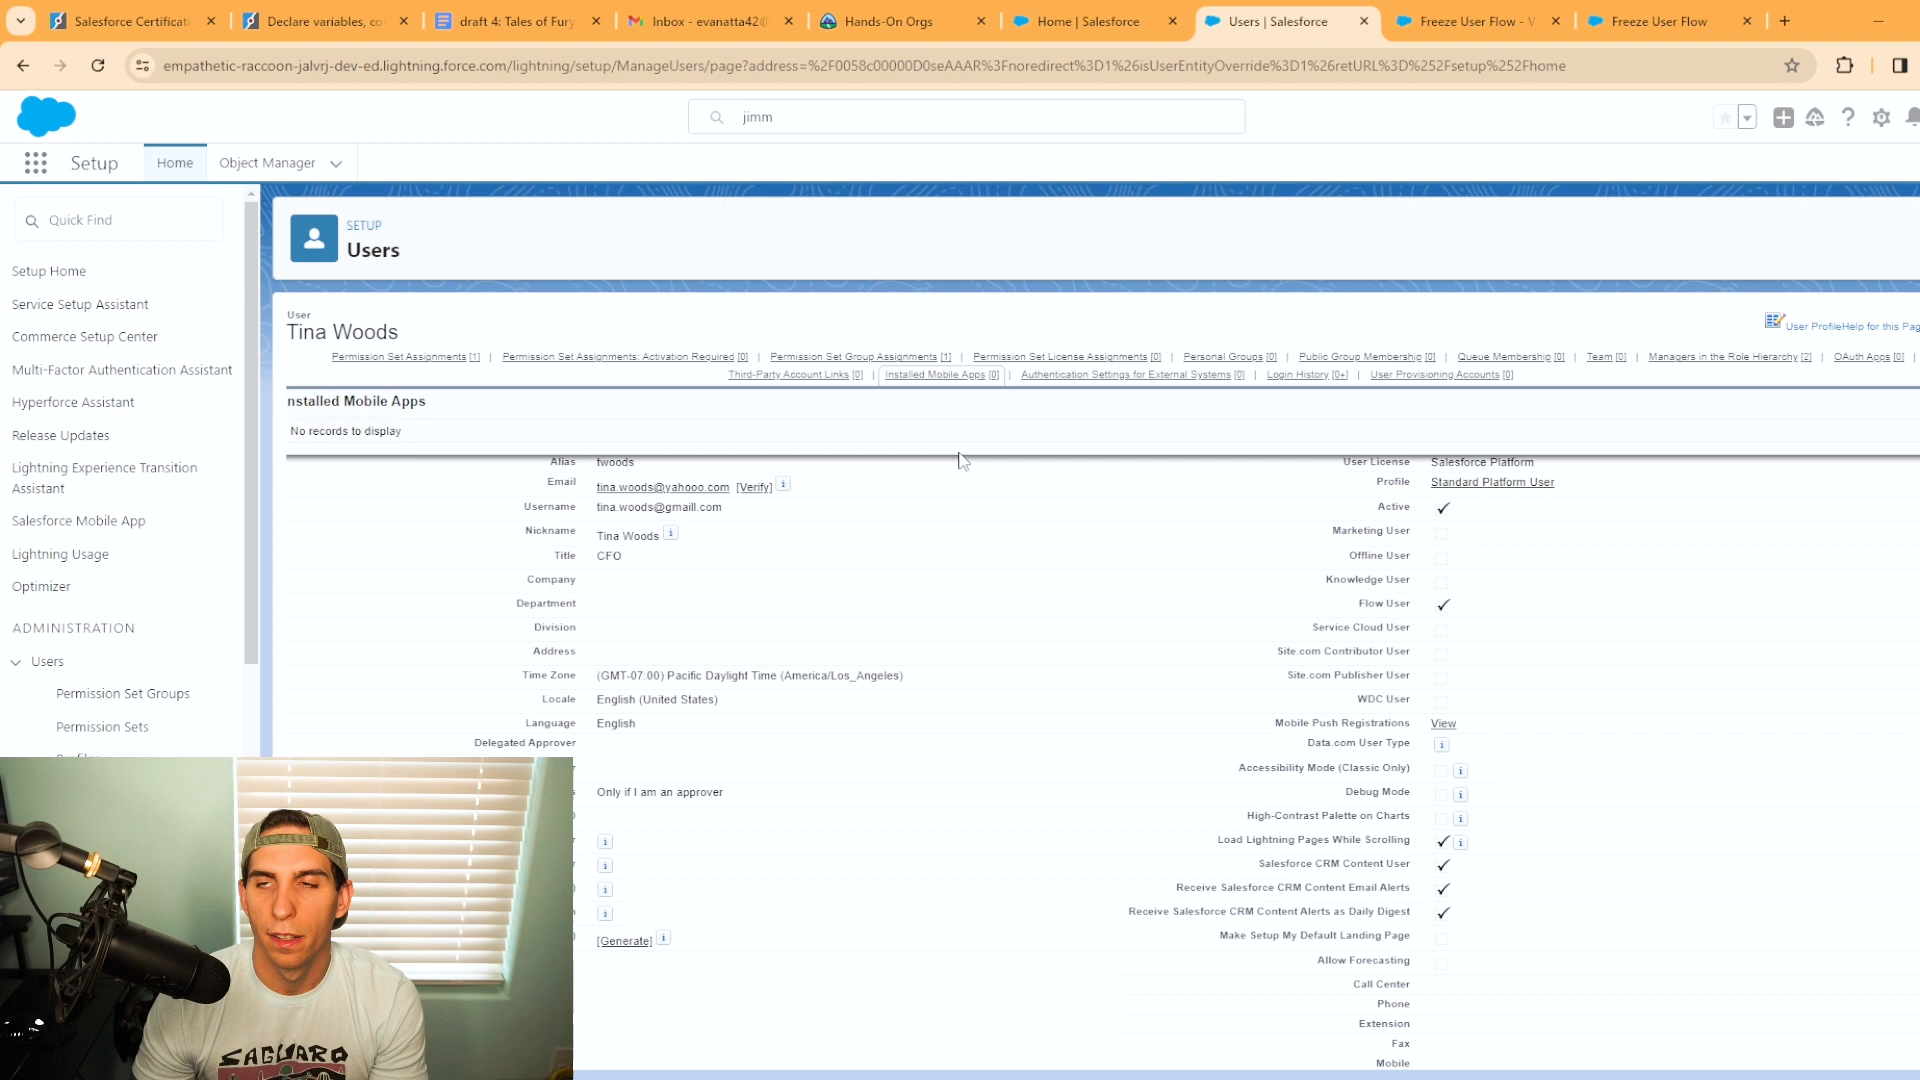 Salesforce Certificati
Declare variables, co
draft 4: Tales of Fury
Inbox - evanatta42@
Hands-On Orgs
Home | Salesforce
Users | Salesforce
Freeze User Flow - V
Freeze User Flow
empathetic-raccoon-jalvrj-dev-ed.lightning.force.com/lightning/setup/ManageUsers/page?address=%2F0058c00000D0seAAAR%3Fnoredirect%3D1%26isUserEntityOverride%3D1%26retURL%3D%252Fsetup%252Fhome
jimm
Setup
Home
Object Manager
Quick Find
Setup Home
Service Setup Assistant
Commerce Setup Center
Multi-Factor Authentication Assistant
Hyperforce Assistant
Release Updates
Lightning Experience Transition
Assistant
Salesforce Mobile App
Lightning Usage
Optimizer
ADMINISTRATION
Users
Permission Set Groups
Permission Sets
SETUP
Users
User
Tina Woods
User Profile Help for this Pag
Permission Set Assignments [1] | Permission Set Assignments: Activation Required [0] | Permission Set Group Assignments [1] | Permission Set License Assignments [0] | Personal Groups [0] | Public Group Membership [0] | Queue Membership [0] | Team [0] | Managers in the Role Hierarchy [2] | OAuth Apps [0] |
Third-Party Account Links [0] | Installed Mobile Apps [0] | Authentication Settings for External Systems [0] | Login History [0+] | User Provisioning Accounts [0]
nstalled Mobile Apps
No records to display
Alias twoods
Email tina.woods@yahooo.com [Verify] i
Username tina.woods@gmaill.com
Nickname Tina Woods i
Title CFO
Company
Department
Division
Address
Time Zone (GMT-07:00) Pacific Daylight Time (America/Los_Angeles)
Locale English (United States)
Language English
Delegated Approver
Only if I am an approver
i
i
i
i
[Generate] i
User License Salesforce Platform
Profile Standard Platform User
Active
Marketing User
Offline User
Knowledge User
Flow User
Service Cloud User
Site.com Contributor User
Site.com Publisher User
WDC User
Mobile Push Registrations View
Data.com User Type i
Accessibility Mode (Classic Only) i
Debug Mode i
High-Contrast Palette on Charts i
Load Lightning Pages While Scrolling i
Salesforce CRM Content User
Receive Salesforce CRM Content Email Alerts
Receive Salesforce CRM Content Alerts as Daily Digest
Make Setup My Default Landing Page
Allow Forecasting
Call Center
Phone
Extension
Fax
Mobile
SAGUARO